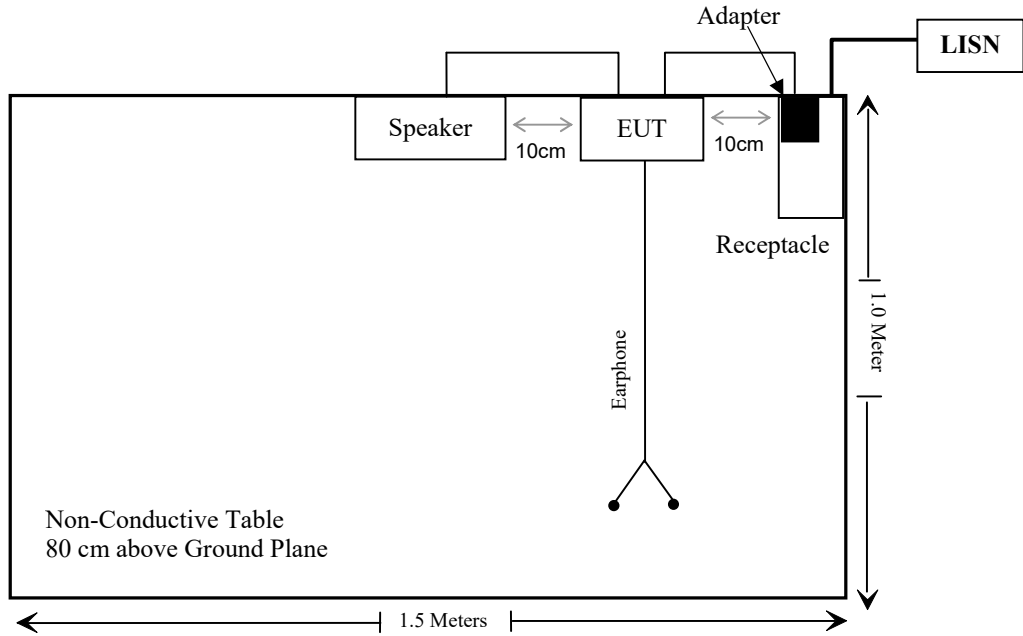 Adapter
LISN
Speaker
EUT
10cm
10cm
Receptacle
1.0 Meter
Earphone
Non-Conductive Table
80 cm above Ground Plane
1.5 Meters